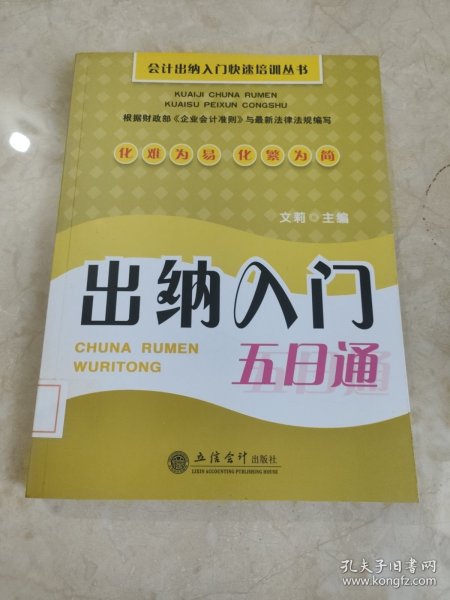 会计出纳入门快速培训丛书
KUAIJI CHUNA RUMEN
KUAISU PEIXUN CONGSHU
根据财政部《企业会计准则》与最新法律法规编写
化难为易 化繁为简
文莉 ◎ 主编
出纳入门
CHUNA RUMEN
WURITONG
五日通
立信会计出版社
LIXIN ACCOUNTING PUBLISHING HOUSE
孔夫子旧书网
www.kongfz.com